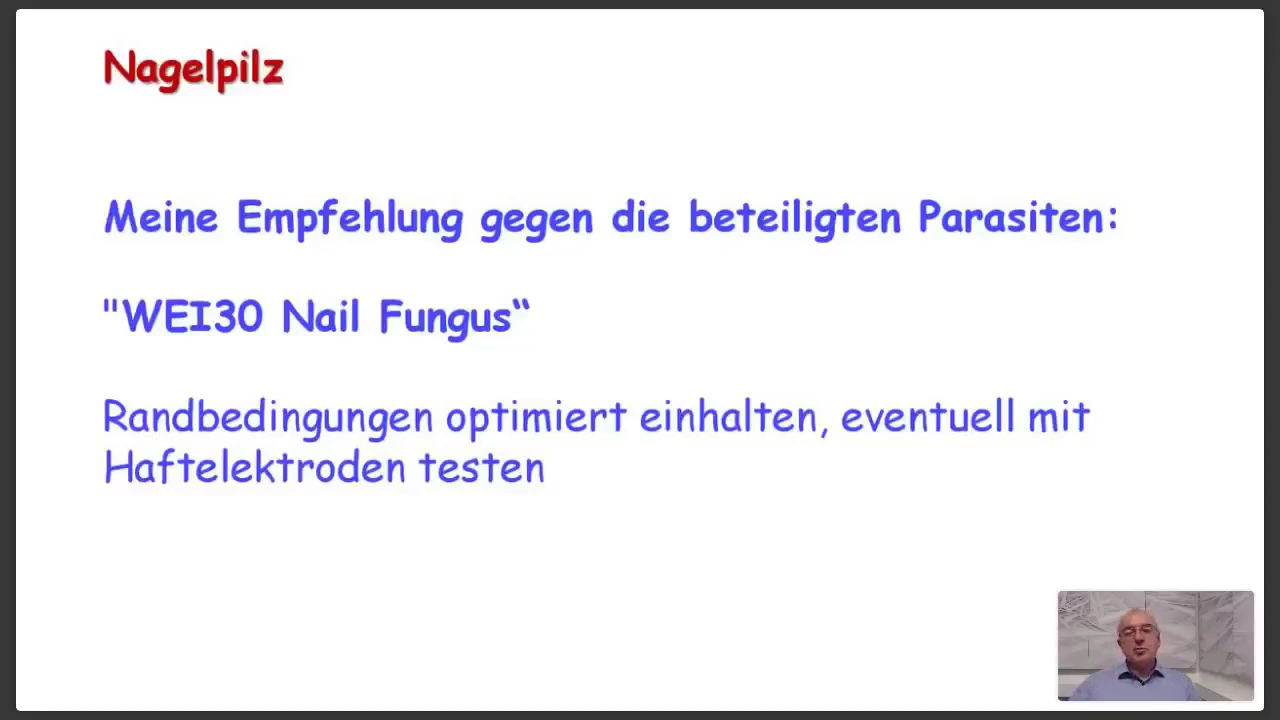 Nagelpilz
Meine Empfehlung gegen die beteiligten Parasiten:
"WEI30 Nail Fungus“
Randbedingungen optimiert einhalten, eventuell mit
Haftelektroden testen